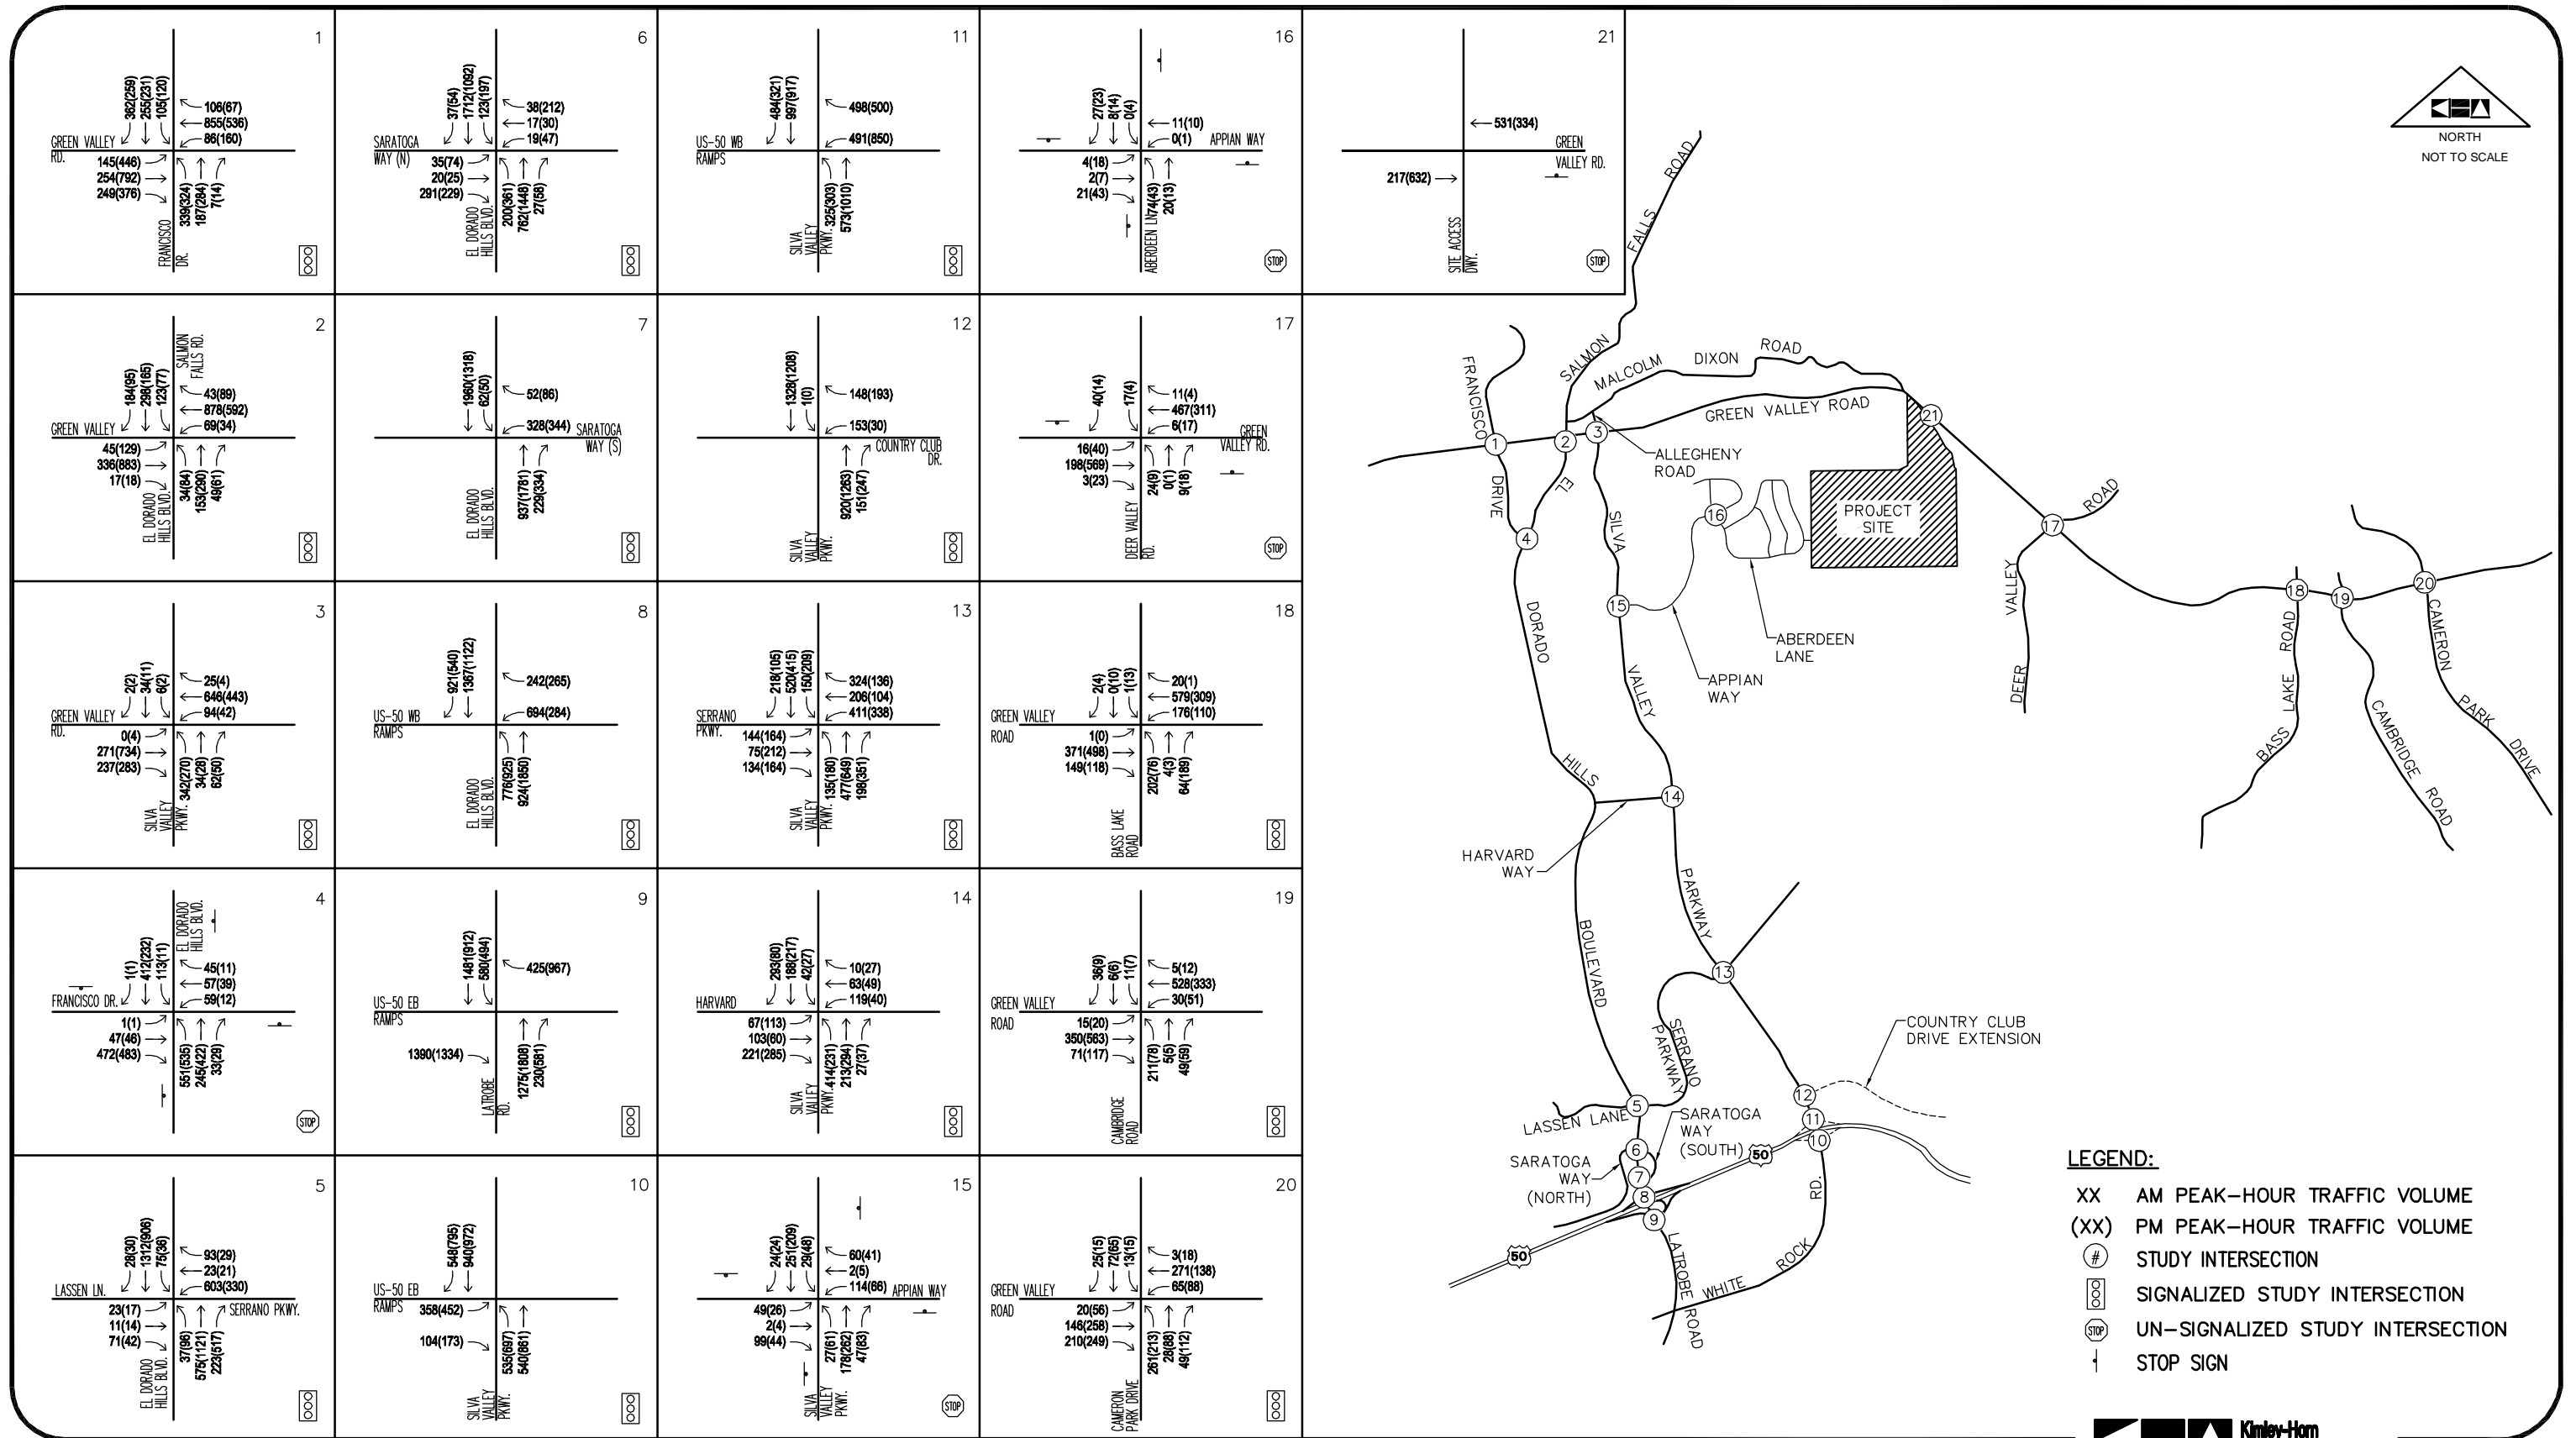 1
362(259)
255(231)
105(120)
106(67)
855(536)
86(160)
GREEN VALLEY
RD.
145(446)
254(792)
249(376)
339(324)
187(284)
7(14)
FRANCISCO
DR.
6
37(54)
1712(1092)
123(197)
38(212)
17(30)
19(47)
SARATOGA
WAY (N)
35(74)
20(25)
291(229)
200(361)
762(1448)
27(58)
EL DORADO
HILLS BLVD.
11
484(321)
997(917)
498(500)
491(850)
US-50 WB
RAMPS
325(303)
573(1010)
SILVA
VALLEY
PKWY.
16
27(23)
8(14)
0(4)
11(10)
0(1)
APPIAN WAY
4(18)
2(7)
21(43)
74(43)
20(13)
ABERDEEN LN
STOP
21
531(334)
GREEN
VALLEY RD.
217(632)
SITE ACCESS
DWY.
STOP
2
184(95)
298(165)
123(77)
SALMON
FALLS RD.
43(89)
878(592)
69(34)
GREEN VALLEY
45(129)
336(883)
17(18)
34(84)
153(290)
49(61)
EL DORADO
HILLS BLVD.
7
1960(1318)
62(50)
52(86)
328(344)
SARATOGA
WAY (S)
937(1781)
229(334)
EL DORADO
HILLS BLVD.
12
1328(1208)
1(0)
148(193)
153(30)
COUNTRY CLUB
DR.
920(1263)
151(247)
SILVA
VALLEY
PKWY.
17
40(14)
17(4)
11(4)
467(311)
6(17)
GREEN
VALLEY RD.
16(40)
198(569)
3(23)
24(9)
0(1)
9(18)
DEER VALLEY
RD.
STOP
3
2(2)
34(11)
6(2)
25(4)
646(443)
94(42)
GREEN VALLEY
RD.
0(4)
271(734)
237(283)
342(270)
34(28)
62(50)
SILVA
VALLEY
PKWY.
8
921(540)
1367(1122)
242(265)
694(284)
US-50 WB
RAMPS
776(925)
924(1850)
EL DORADO
HILLS BLVD.
13
218(105)
520(415)
150(209)
324(136)
206(104)
411(338)
SERRANO
PKWY.
144(164)
75(212)
134(164)
135(180)
477(649)
198(351)
SILVA
VALLEY
PKWY.
18
2(4)
0(10)
1(13)
20(1)
579(309)
176(110)
GREEN VALLEY
ROAD
1(0)
371(498)
149(118)
202(76)
4(3)
64(189)
BASS LAKE
ROAD
4
1(1)
412(232)
113(11)
EL DORADO
HILLS BLVD.
45(11)
57(39)
59(12)
FRANCISCO DR.
1(1)
47(46)
472(483)
551(535)
245(422)
33(29)
STOP
9
1481(912)
580(494)
425(967)
US-50 EB
RAMPS
1390(1334)
1275(1808)
230(581)
LATROBE
RD.
14
293(80)
188(217)
42(27)
10(27)
63(49)
119(40)
HARVARD
67(113)
103(60)
221(285)
414(231)
213(294)
27(37)
SILVA
VALLEY
PKWY.
19
36(9)
6(6)
11(7)
5(12)
528(333)
30(51)
GREEN VALLEY
ROAD
15(20)
350(563)
71(117)
211(78)
5(5)
49(59)
CAMBRIDGE
ROAD
5
28(30)
1312(906)
75(36)
93(29)
23(21)
603(330)
LASSEN LN.
SERRANO PKWY.
23(17)
11(14)
71(42)
37(96)
575(1121)
223(517)
EL DORADO
HILLS BLVD.
10
548(795)
940(972)
US-50 EB
RAMPS
358(452)
104(173)
535(697)
540(861)
SILVA
VALLEY
PKWY.
15
24(24)
251(209)
29(48)
60(41)
2(5)
114(66)
APPIAN WAY
49(26)
2(4)
99(44)
27(61)
178(262)
47(83)
SILVA
VALLEY
PKWY.
STOP
20
25(15)
72(65)
13(15)
3(18)
271(138)
65(88)
GREEN VALLEY
ROAD
20(56)
146(258)
210(249)
261(213)
28(88)
49(112)
CAMERON
PARK DRIVE
NORTH
NOT TO SCALE
SALMON FALLS ROAD
FRANCISCO DRIVE
MALCOLM DIXON ROAD
GREEN VALLEY ROAD
1
2
3
21
ALLEGHENY
ROAD
PROJECT
SITE
16
4
17
15
18
19
20
EL DORADO HILLS BOULEVARD
SILVA VALLEY PARKWAY
ABERDEEN
LANE
APPIAN
WAY
DEER VALLEY ROAD
BASS LAKE ROAD
CAMBRIDGE ROAD
CAMERON PARK DRIVE
14
HARVARD
WAY
13
SERRANO
PARKWAY
COUNTRY CLUB
DRIVE EXTENSION
12
11
10
LASSEN LANE
5
SARATOGA
WAY
(SOUTH)
6
SARATOGA
WAY
(NORTH)
7
8
9
50
50
LATROBE ROAD
WHITE ROCK RD.
LEGEND:
XX AM PEAK-HOUR TRAFFIC VOLUME
(XX) PM PEAK-HOUR TRAFFIC VOLUME
# STUDY INTERSECTION
SIGNALIZED STUDY INTERSECTION
STOP UN-SIGNALIZED STUDY INTERSECTION
STOP SIGN
Kimley-Horn